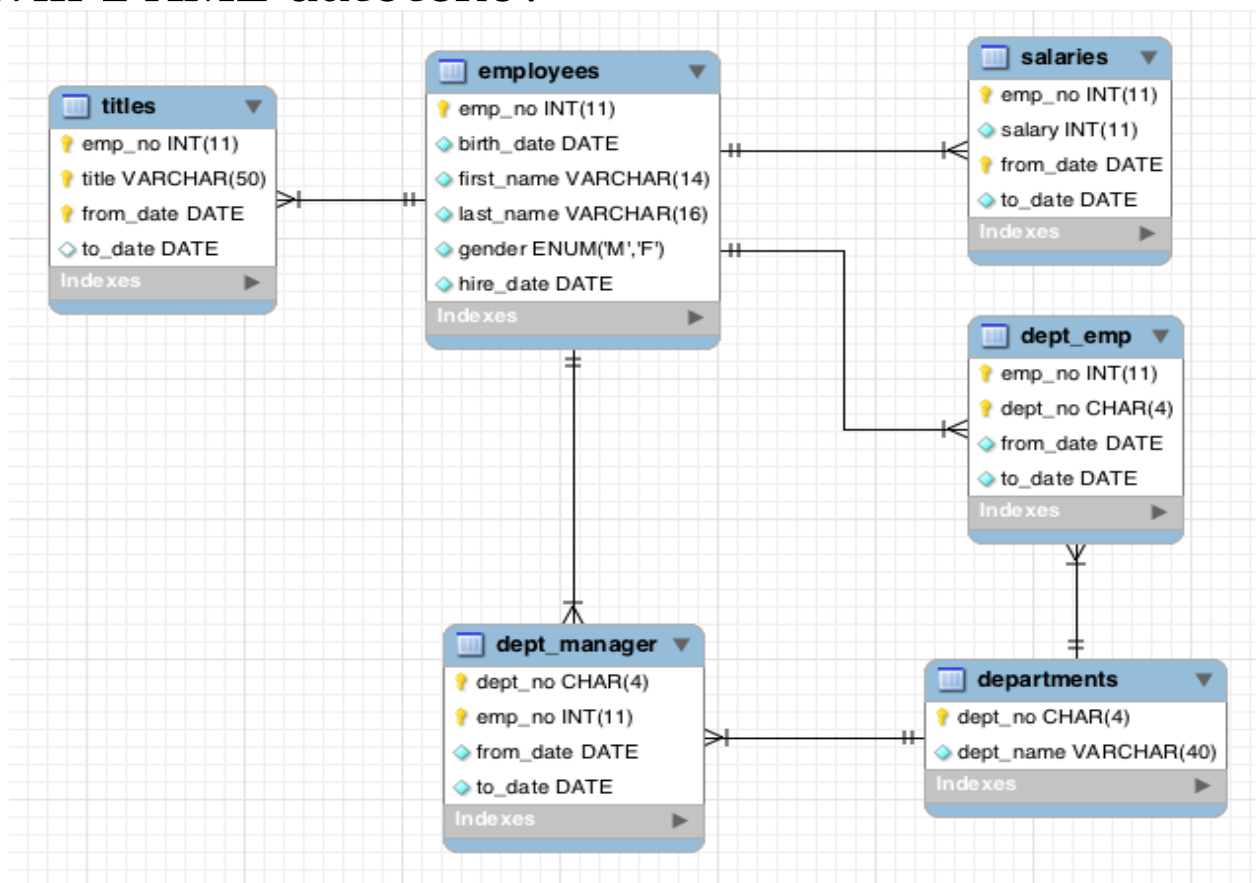 titles
emp_no INT(11)
title VARCHAR(50)
from_date DATE
to_date DATE
Indexes
employees
emp_no INT(11)
birth_date DATE
first_name VARCHAR(14)
last_name VARCHAR(16)
gender ENUM('M','F')
hire_date DATE
Indexes
salaries
emp_no INT(11)
salary INT(11)
from_date DATE
to_date DATE
Indexes
dept_emp
emp_no INT(11)
dept_no CHAR(4)
from_date DATE
to_date DATE
Indexes
dept_manager
dept_no CHAR(4)
emp_no INT(11)
from_date DATE
to_date DATE
Indexes
departments
dept_no CHAR(4)
dept_name VARCHAR(40)
Indexes